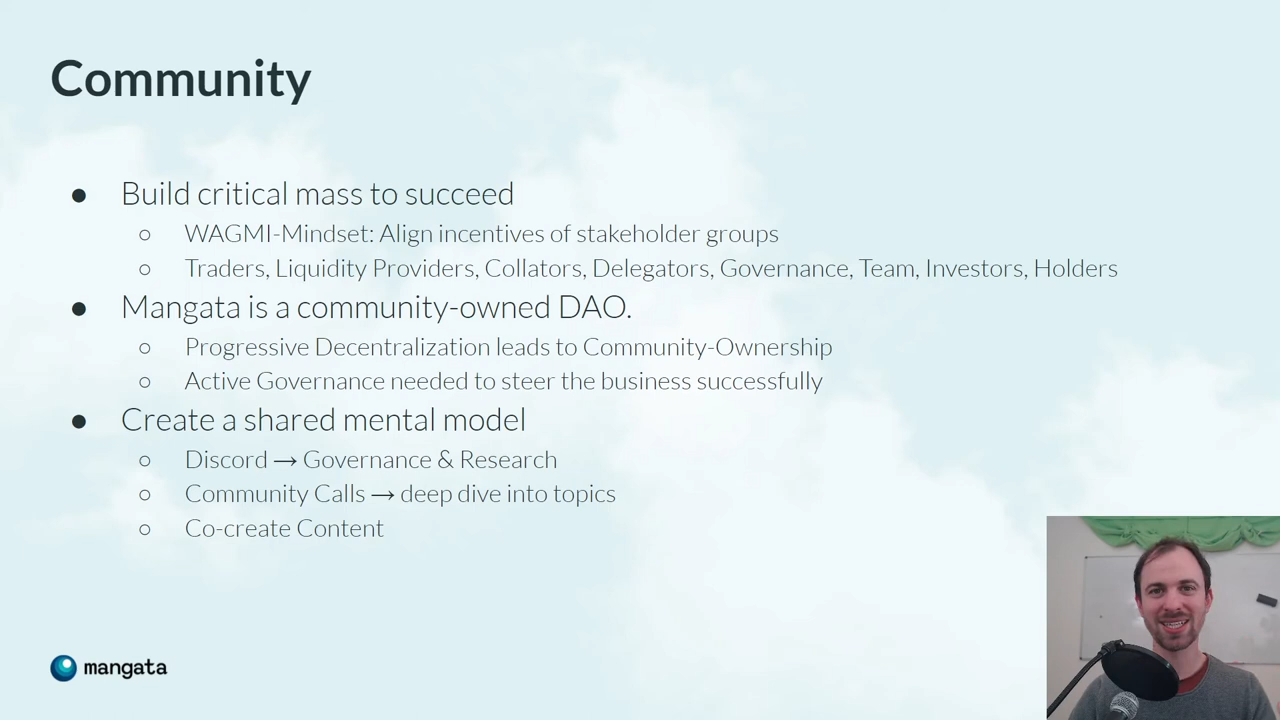 Community
● Build critical mass to succeed
○ WAGMI-Mindset: Align incentives of stakeholder groups
○ Traders, Liquidity Providers, Collators, Delegators, Governance, Team, Investors, Holders
● Mangata is a community-owned DAO.
○ Progressive Decentralization leads to Community-Ownership
○ Active Governance needed to steer the business successfully
● Create a shared mental model
○ Discord → Governance & Research
○ Community Calls → deep dive into topics
○ Co-create Content
mangata